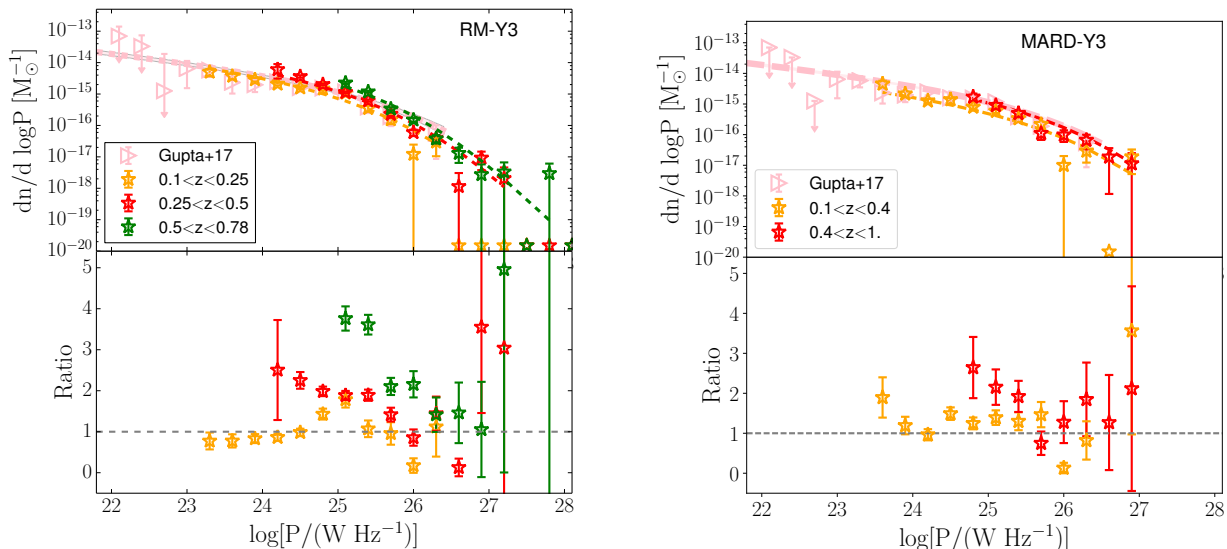 RM-Y3
dn/d logP [M⊙⁻¹]
10⁻¹³
10⁻¹⁴
10⁻¹⁵
10⁻¹⁶
10⁻¹⁷
10⁻¹⁸
10⁻¹⁹
10⁻²⁰
Gupta+17
0.1<z<0.25
0.25<z<0.5
0.5<z<0.78
Ratio
5
4
3
2
1
0
22 23 24 25 26 27 28
log[P/(W Hz⁻¹)]
MARD-Y3
dn/d logP [M⊙⁻¹]
10⁻¹³
10⁻¹⁴
10⁻¹⁵
10⁻¹⁶
10⁻¹⁷
10⁻¹⁸
10⁻¹⁹
10⁻²⁰
Gupta+17
0.1<z<0.4
0.4<z<1.
Ratio
5
4
3
2
1
0
22 23 24 25 26 27 28
log[P/(W Hz⁻¹)]